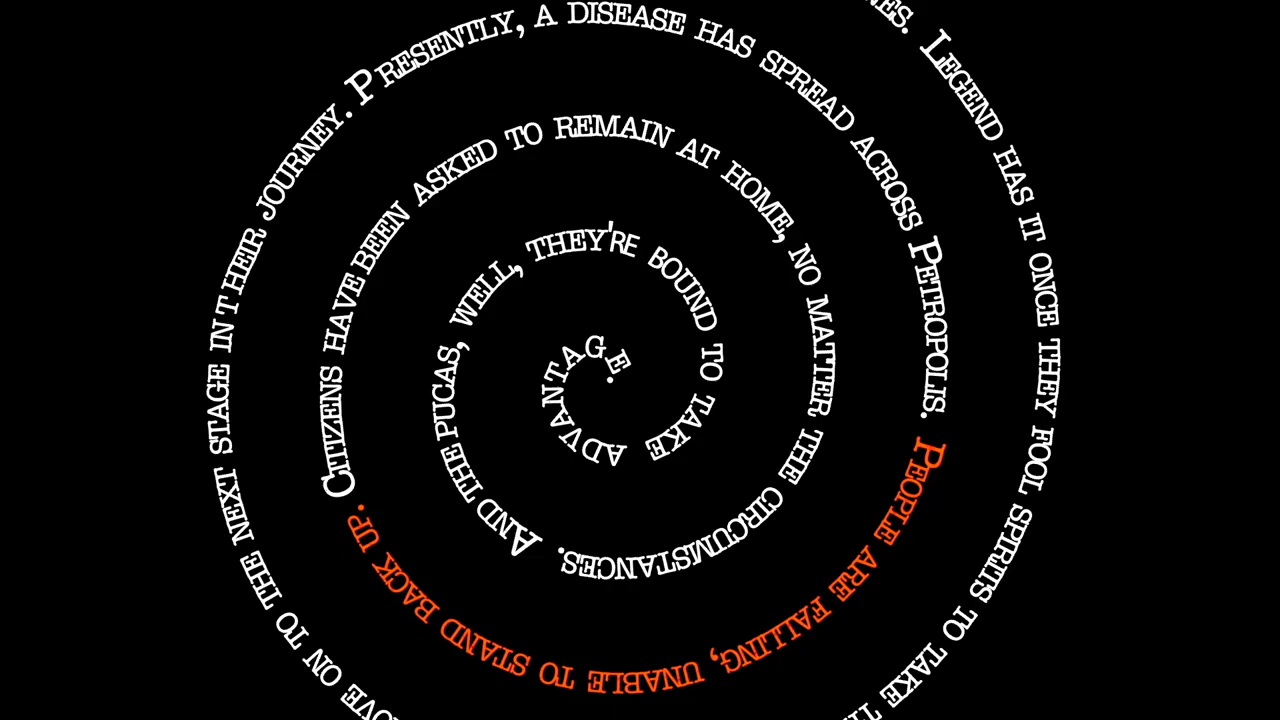 NES. LEGEND HAS IT ONCE THEY FOOL SPIRITS TO TAKE TH
OVE ON TO THE NEXT STAGE IN THEIR JOURNEY. PRESENTLY, A DISEASE HAS SPREAD ACROSS PETROPOLIS. PEOPLE ARE FALLING, UNABLE TO STAND BACK UP. CITIZENS HAVE BEEN ASKED TO REMAIN AT HOME, NO MATTER THE CIRCUMSTANCES. AND THE PUCAS, WELL, THEY'RE BOUND TO TAKE ADVANTAGE.